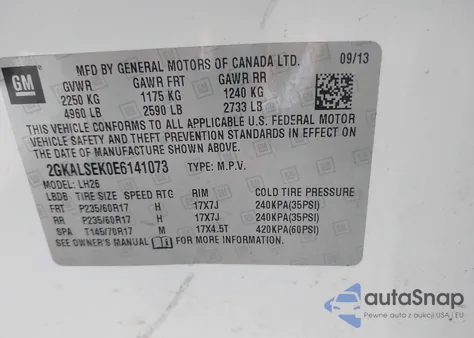 GM
MFD BY GENERAL MOTORS OF CANADA LTD. 09/13
GVWR GAWR FRT GAWR RR
2250 KG 1175 KG 1240 KG
4960 LB 2590 LB 2733 LB
THIS VEHICLE CONFORMS TO ALL APPLICABLE U.S. FEDERAL MOTOR
VEHICLE SAFETY AND THEFT PREVENTION STANDARDS IN EFFECT ON
THE DATE OF MANUFACTURE SHOWN ABOVE.
2GKALSEK0E6141073 TYPE: M.P.V.
MODEL: LH26
LBDB TIRE SIZE SPEED RTG RIM COLD TIRE PRESSURE
FRT P235/60R17 H 17X7J 240KPA(35PSI)
RR P235/60R17 H 17X7J 240KPA(35PSI)
SPA T145/70R17 M 17X4.5T 420KPA(60PSI)
SEE OWNER'S MANUAL FOR MORE INFORMATION.
autoSnap
Pewne auta z aukcji USA i EU